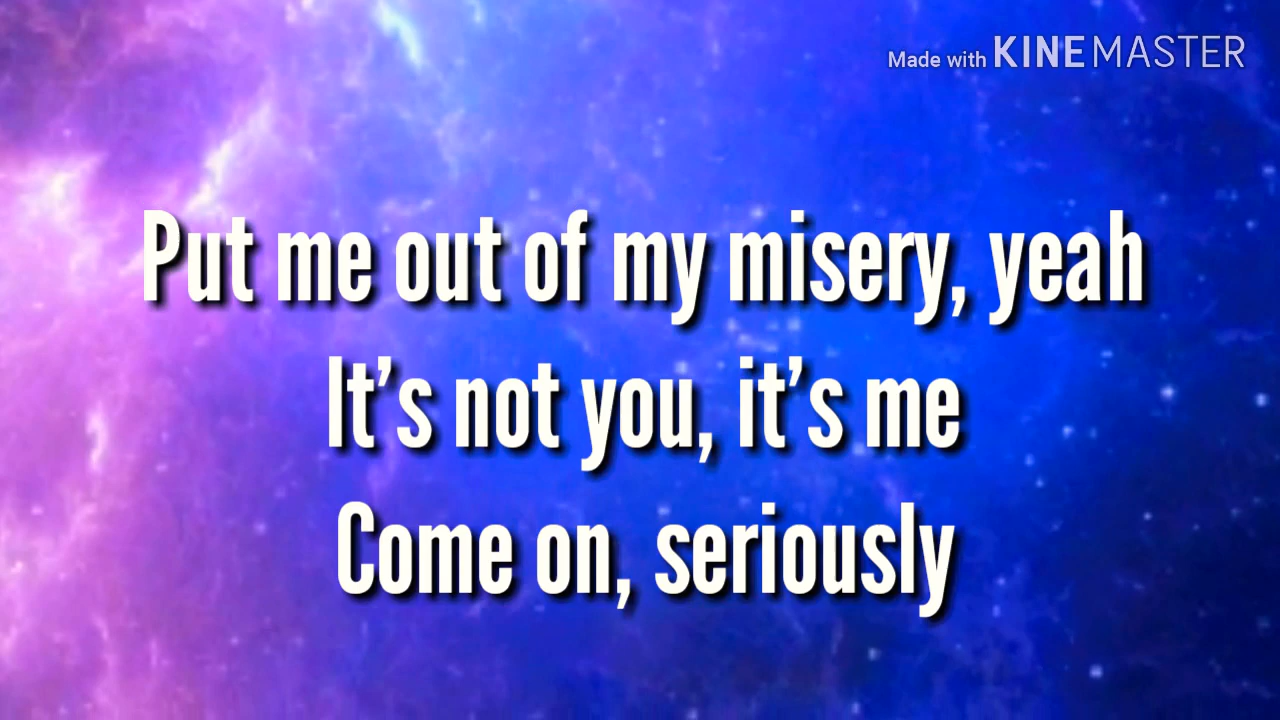 Made with KINEMASTER
Put me out of my misery, yeah
It’s not you, it’s me
Come on, seriously